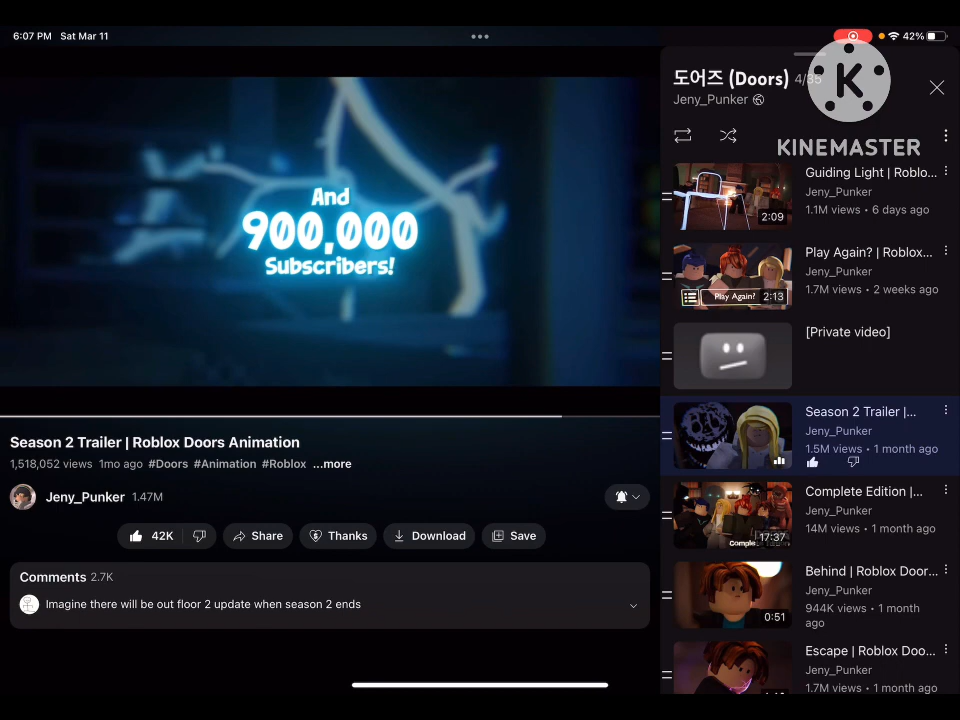 6:07 PM Sat Mar 11
42%
And
900,000
Subscribers!
Season 2 Trailer | Roblox Doors Animation
1,518,052 views 1mo ago #Doors #Animation #Roblox ...more
Jeny_Punker 1.47M
42K Share Thanks Download Save
Comments 2.7K
Imagine there will be out floor 2 update when season 2 ends
도어즈 (Doors) 4/35
Jeny_Punker
K
KINEMASTER
Guiding Light | Roblo...
Jeny_Punker
1.1M views • 6 days ago
2:09
Play Again? | Roblox...
Jeny_Punker
1.7M views • 2 weeks ago
Play Again? 2:13
[Private video]
Season 2 Trailer |...
Jeny_Punker
1.5M views • 1 month ago
Complete Edition |...
Jeny_Punker
14M views • 1 month ago
17:37
Behind | Roblox Door...
Jeny_Punker
944K views • 1 month
ago
0:51
Escape | Roblox Doo...
Jeny_Punker
1.7M views • 1 month ago